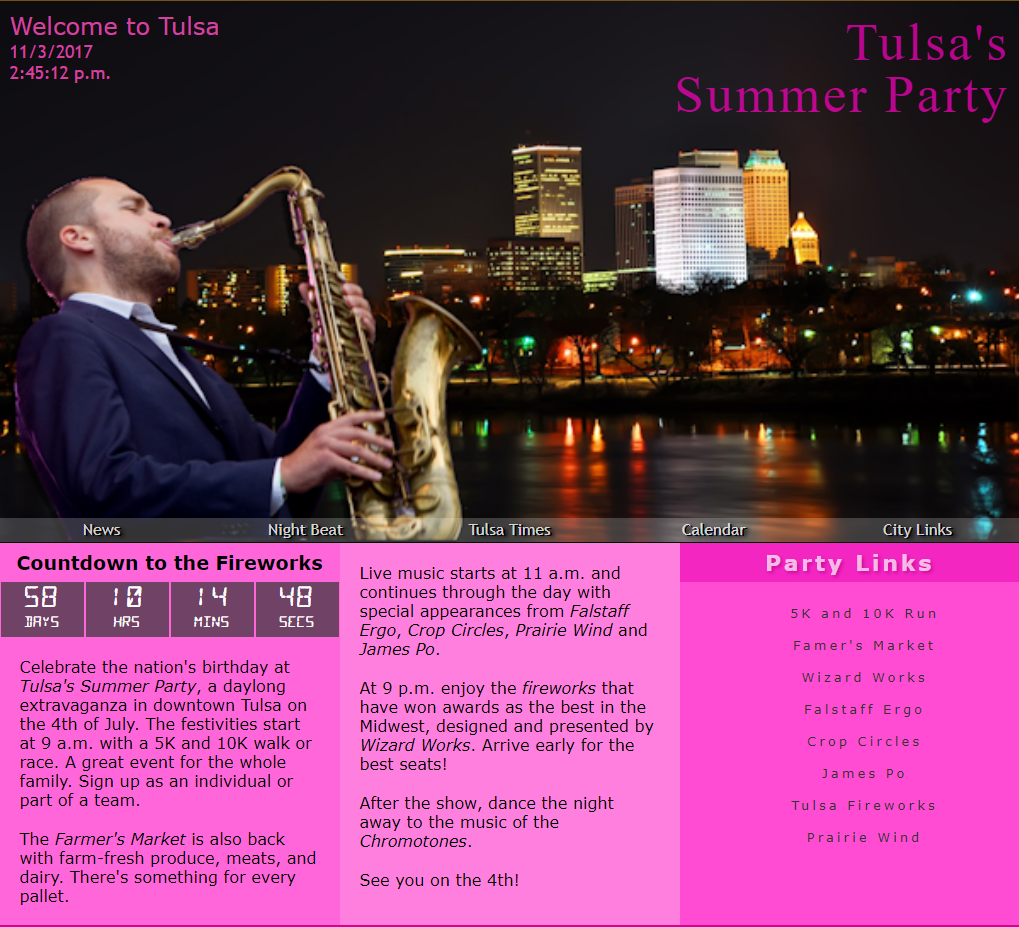 Welcome to Tulsa
11/3/2017
2:45:12 p.m.
Tulsa's
Summer Party
News
Night Beat
Tulsa Times
Calendar
City Links
Countdown to the Fireworks
58 10 14 48
DAYS HRS MINS SECS
Celebrate the nation's birthday at
Tulsa's Summer Party, a daylong
extravaganza in downtown Tulsa on
the 4th of July. The festivities start
at 9 a.m. with a 5K and 10K walk or
race. A great event for the whole
family. Sign up as an individual or
part of a team.
The Farmer's Market is also back
with farm-fresh produce, meats, and
dairy. There's something for every
pallet.
Live music starts at 11 a.m. and
continues through the day with
special appearances from Falstaff
Ergo, Crop Circles, Prairie Wind and
James Po.
At 9 p.m. enjoy the fireworks that
have won awards as the best in the
Midwest, designed and presented by
Wizard Works. Arrive early for the
best seats!
After the show, dance the night
away to the music of the
Chromotones.
See you on the 4th!
Party Links
5K and 10K Run
Famer's Market
Wizard Works
Falstaff Ergo
Crop Circles
James Po
Tulsa Fireworks
Prairie Wind